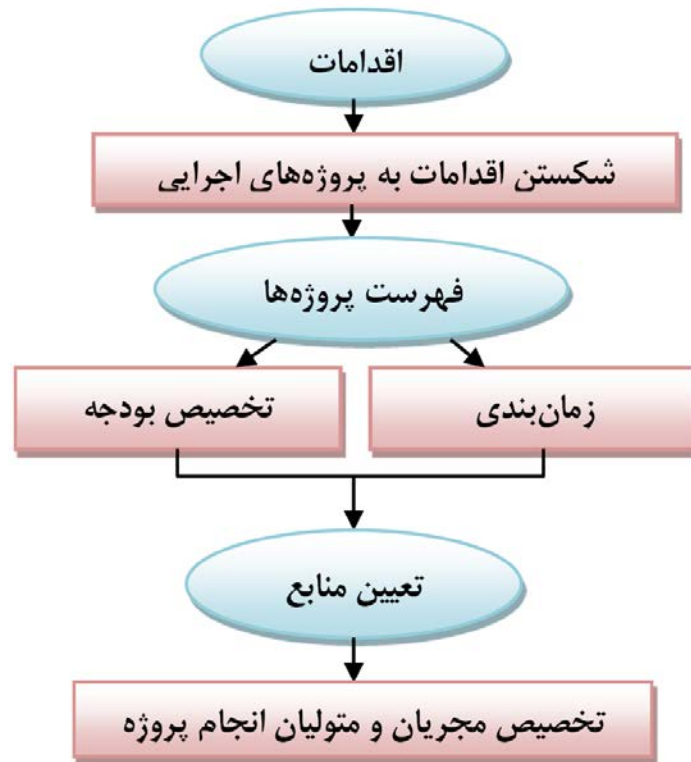 اقدامات
شکستن اقدامات به پروژه‌های اجرایی
فهرست پروژه‌ها
زمان‌بندی
تخصیص بودجه
تعیین منابع
تخصیص مجریان و متولیان انجام پروژه